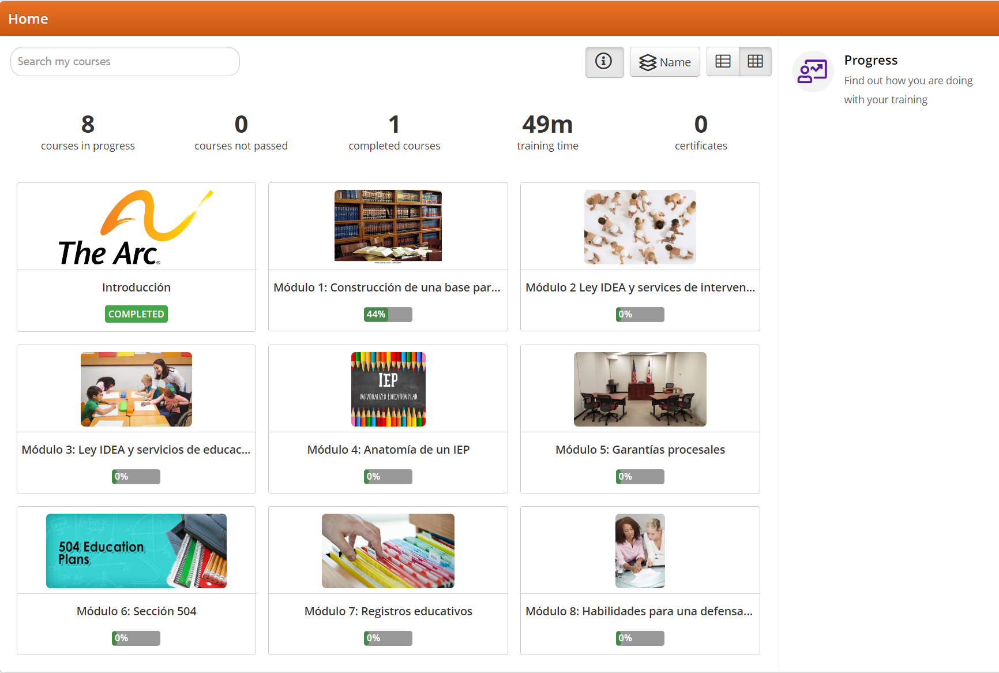 Home
Search my courses
Name
Progress
Find out how you are doing
with your training
8
courses in progress
0
courses not passed
1
completed courses
49m
training time
0
certificates
The Arc®
Introducción
COMPLETED
Módulo 1: Construcción de una base par...
44%
Módulo 2 Ley IDEA y services de interven...
0%
Módulo 3: Ley IDEA y servicios de educac...
0%
IEP
INDIVIDUALIZED EDUCATION PLAN
Módulo 4: Anatomía de un IEP
0%
Módulo 5: Garantías procesales
0%
504 Education
Plans
Módulo 6: Sección 504
0%
Módulo 7: Registros educativos
0%
Módulo 8: Habilidades para una defensa...
0%